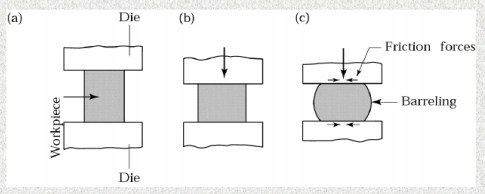 (a)
Die
Workpiece
Die
(b)
(c)
Friction forces
Barreling